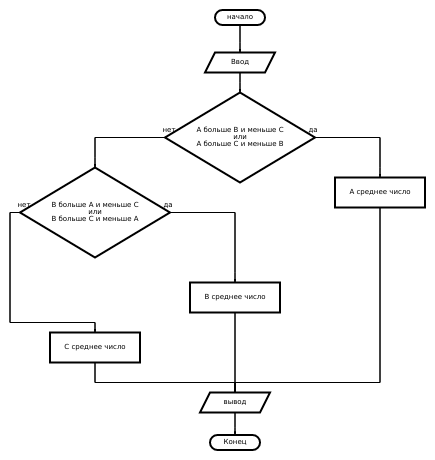 начало
Ввод
А больше В и меньше С
или
А больше С и меньше В
нет
да
А среднее число
В больше А и меньше С
или
В больше С и меньше А
нет
да
В среднее число
С среднее число
вывод
Конец